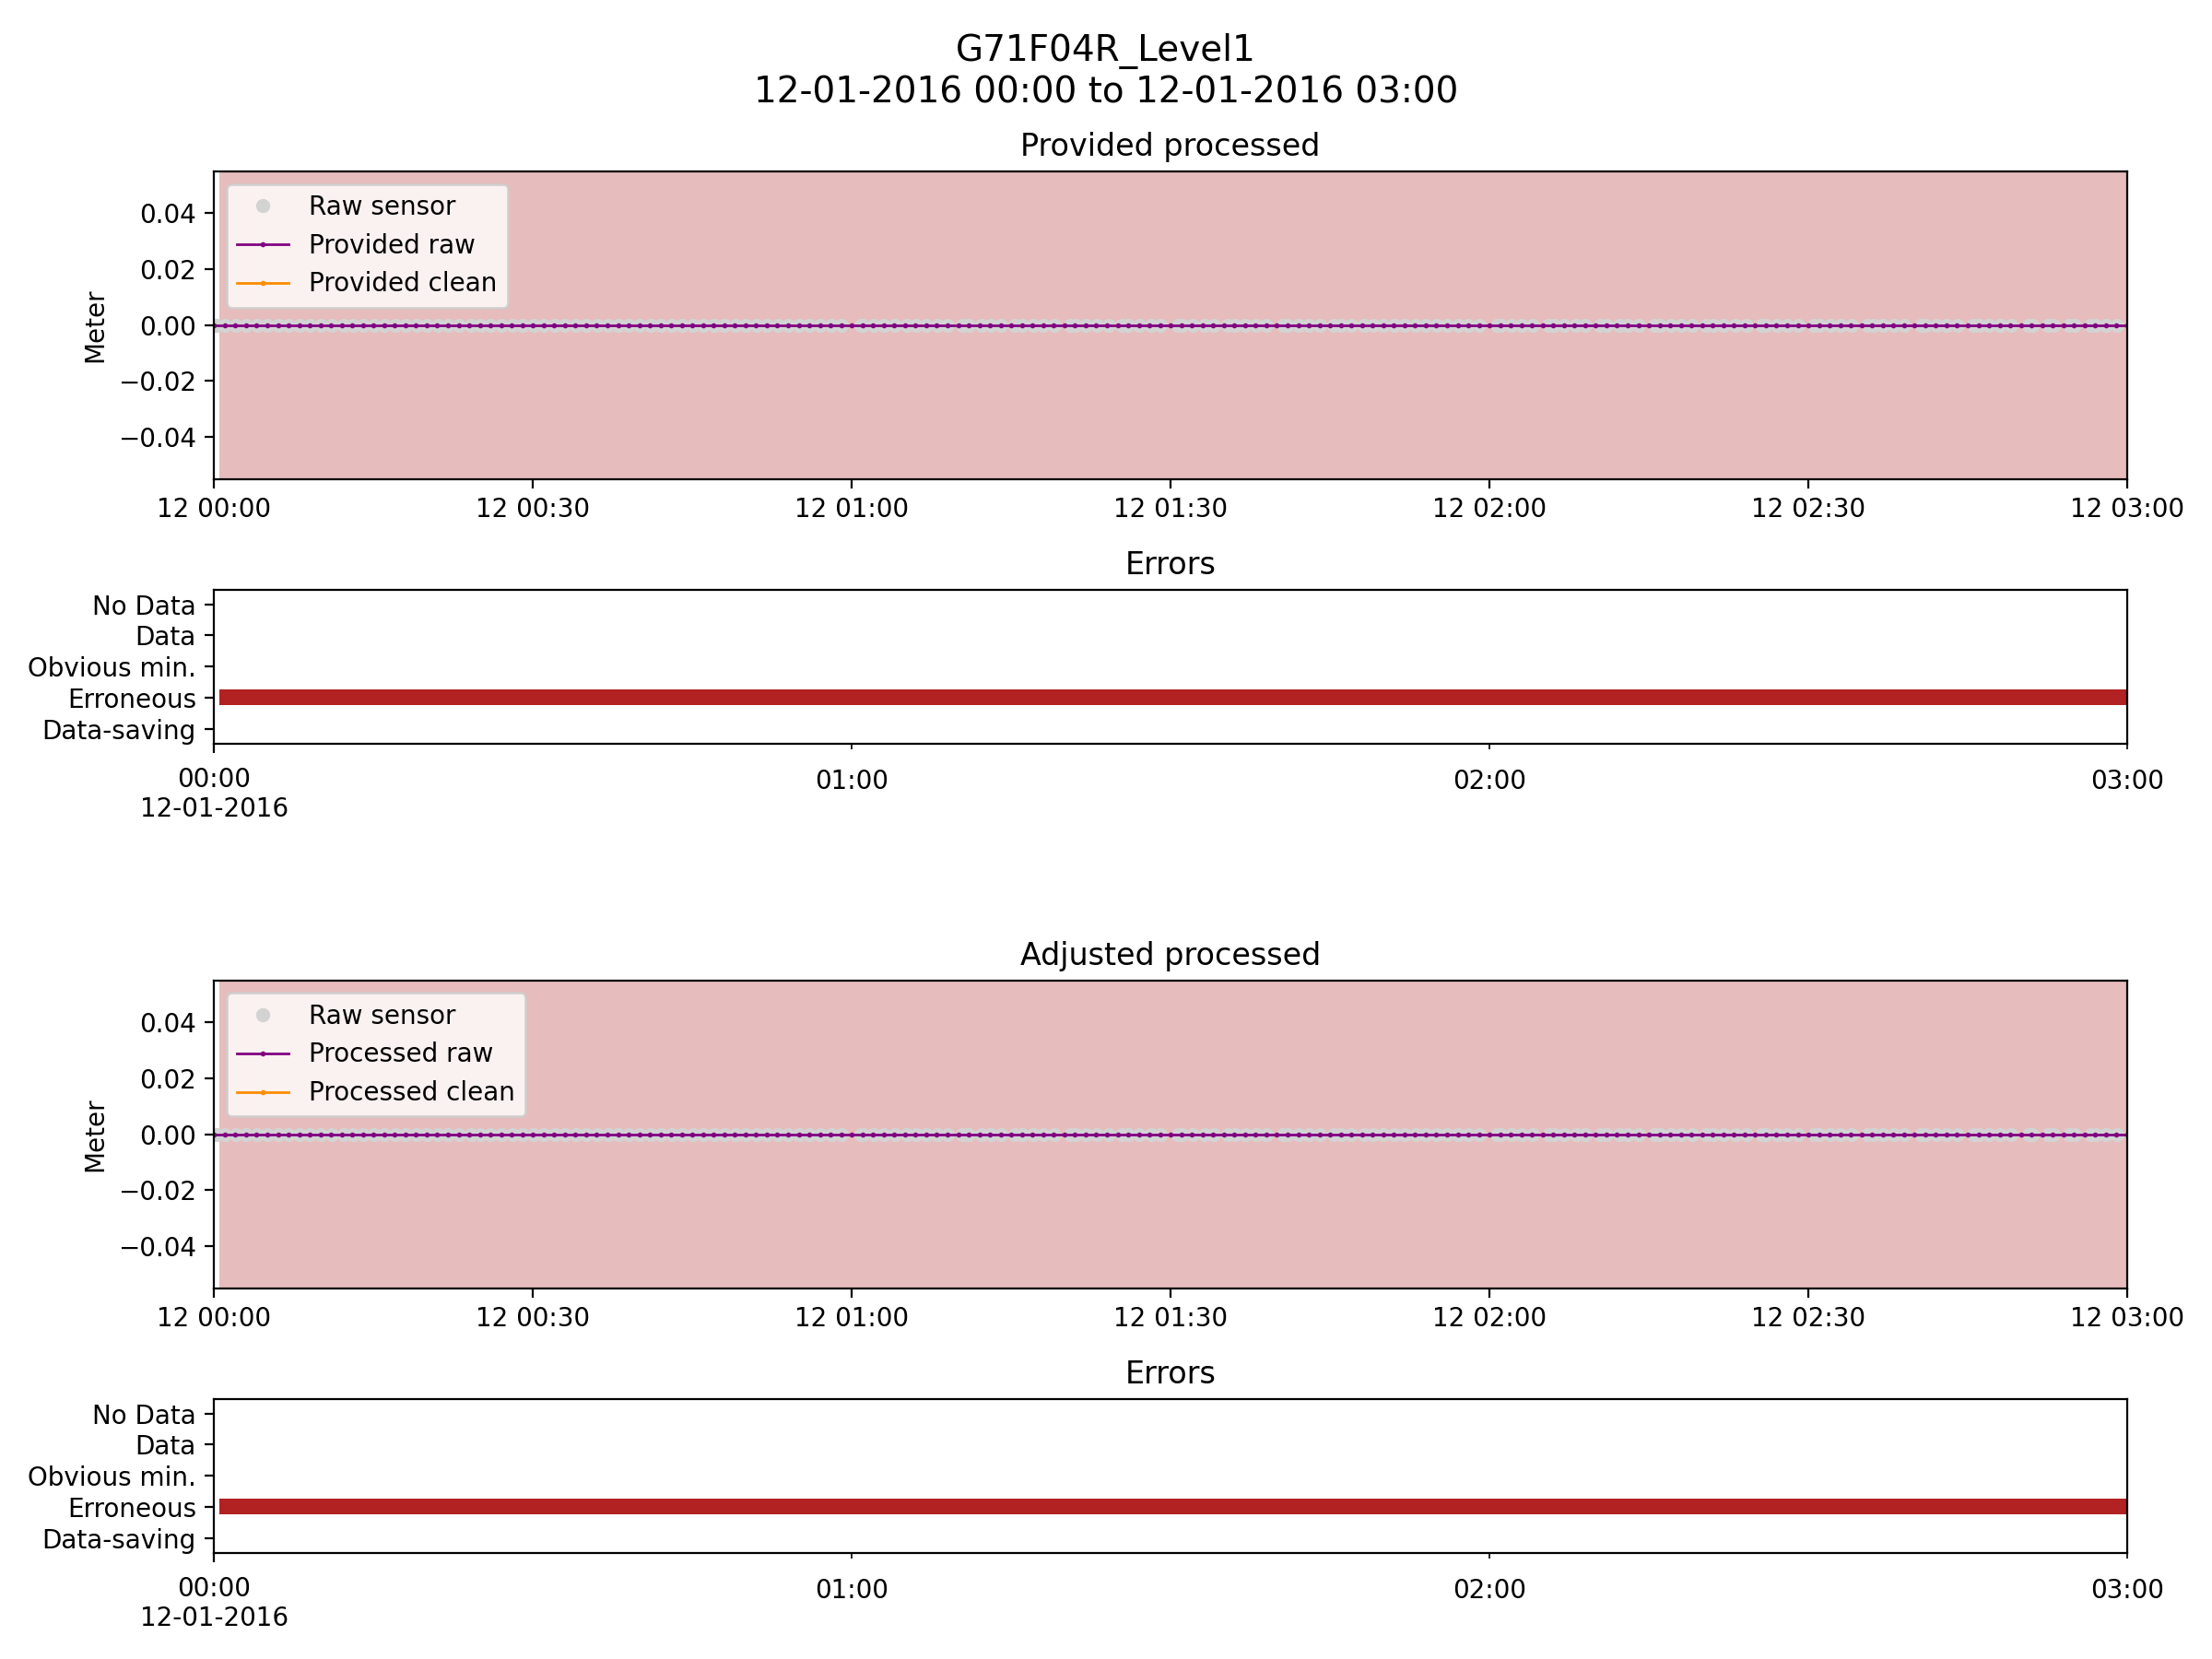 G71F04R_Level1
12-01-2016 00:00 to 12-01-2016 03:00
Provided processed
Raw sensor
Provided raw
Provided clean
Meter
0.04
0.02
0.00
−0.02
−0.04
12 00:00 12 00:30 12 01:00 12 01:30 12 02:00 12 02:30 12 03:00
Errors
No Data
Data
Obvious min.
Erroneous
Data-saving
00:00 01:00 02:00 03:00
12-01-2016
Adjusted processed
Raw sensor
Processed raw
Processed clean
Meter
0.04
0.02
0.00
−0.02
−0.04
12 00:00 12 00:30 12 01:00 12 01:30 12 02:00 12 02:30 12 03:00
Errors
No Data
Data
Obvious min.
Erroneous
Data-saving
00:00 01:00 02:00 03:00
12-01-2016